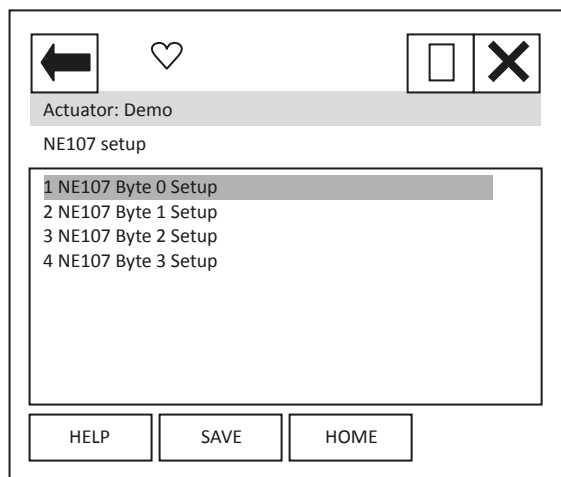 Actuator: Demo
NE107 setup
1 NE107 Byte 0 Setup
2 NE107 Byte 1 Setup
3 NE107 Byte 2 Setup
4 NE107 Byte 3 Setup
HELP SAVE HOME